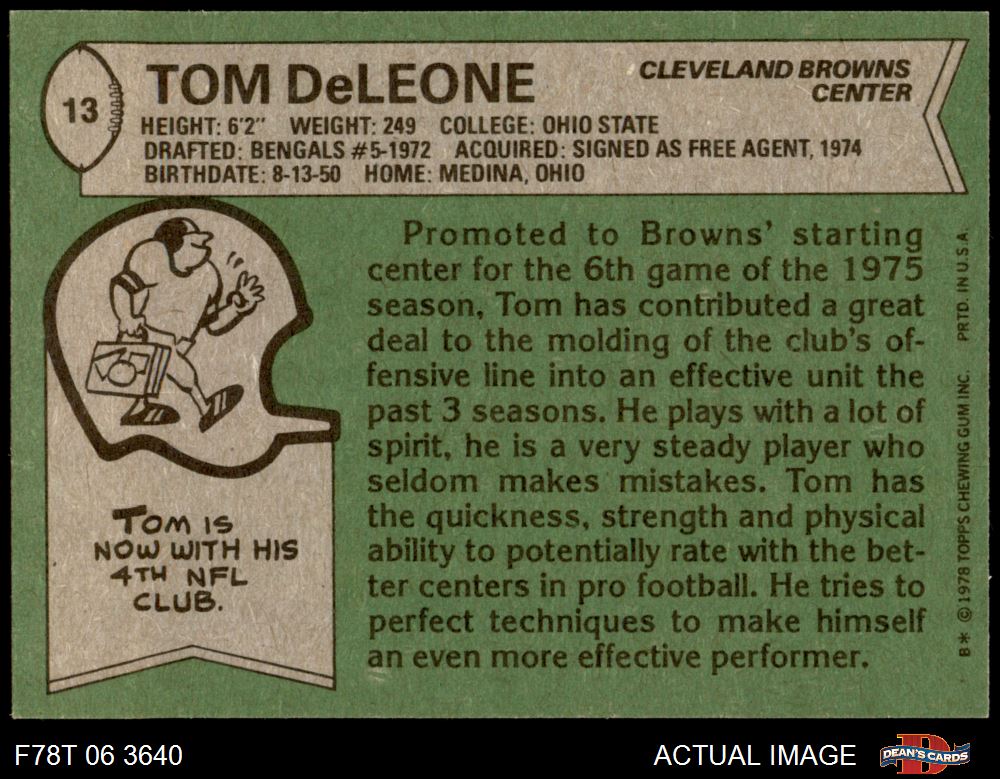 13
TOM DeLEONE
CLEVELAND BROWNS
CENTER
HEIGHT: 6'2" WEIGHT: 249 COLLEGE: OHIO STATE
DRAFTED: BENGALS #5-1972 ACQUIRED: SIGNED AS FREE AGENT, 1974
BIRTHDATE: 8-13-50 HOME: MEDINA, OHIO
TOM IS
NOW WITH HIS
4TH NFL
CLUB.
Promoted to Browns' starting
center for the 6th game of the 1975
season, Tom has contributed a great
deal to the molding of the club's of-
fensive line into an effective unit the
past 3 seasons. He plays with a lot of
spirit, he is a very steady player who
seldom makes mistakes. Tom has
the quickness, strength and physical
ability to potentially rate with the bet-
ter centers in pro football. He tries to
perfect techniques to make himself
an even more effective performer.
B* © 1978 TOPPS CHEWING GUM INC. PRTD. IN U.S.A.
F78T 06 3640
ACTUAL IMAGE
DEAN'S CARDS